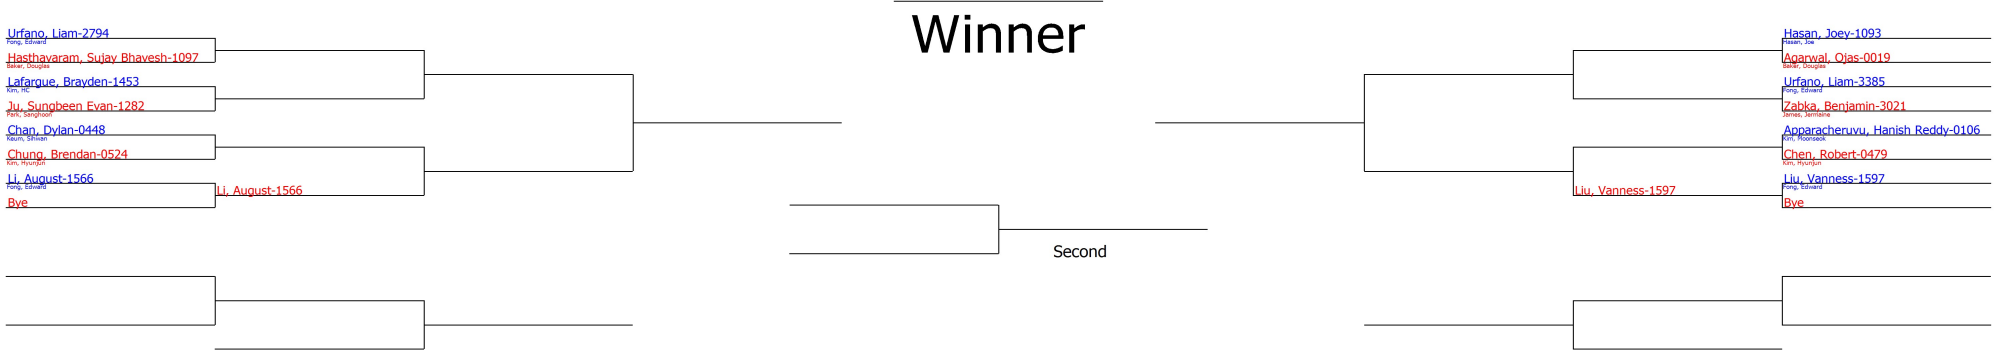 Winner
Urfano, Liam-2794
Fong, Edward
Hasthavaram, Sujay Bhavesh-1097
Baker, Douglas
Lafargue, Brayden-1453
Kim, HC
Ju, Sungbeen Evan-1282
Park, Sanghoon
Chan, Dylan-0448
Keum, Sihwan
Chung, Brendan-0524
Kim, Hyunjun
Li, August-1566
Fong, Edward
Bye
Li, August-1566
Hasan, Joey-1093
Hasan, Joe
Agarwal, Ojas-0019
Baker, Douglas
Urfano, Liam-3385
Fong, Edward
Zabka, Benjamin-3021
James, Jermaine
Apparacheruvu, Hanish Reddy-0106
Kim, Moonseok
Chen, Robert-0479
Kim, Hyunjun
Liu, Vanness-1597
Fong, Edward
Bye
Liu, Vanness-1597
Second